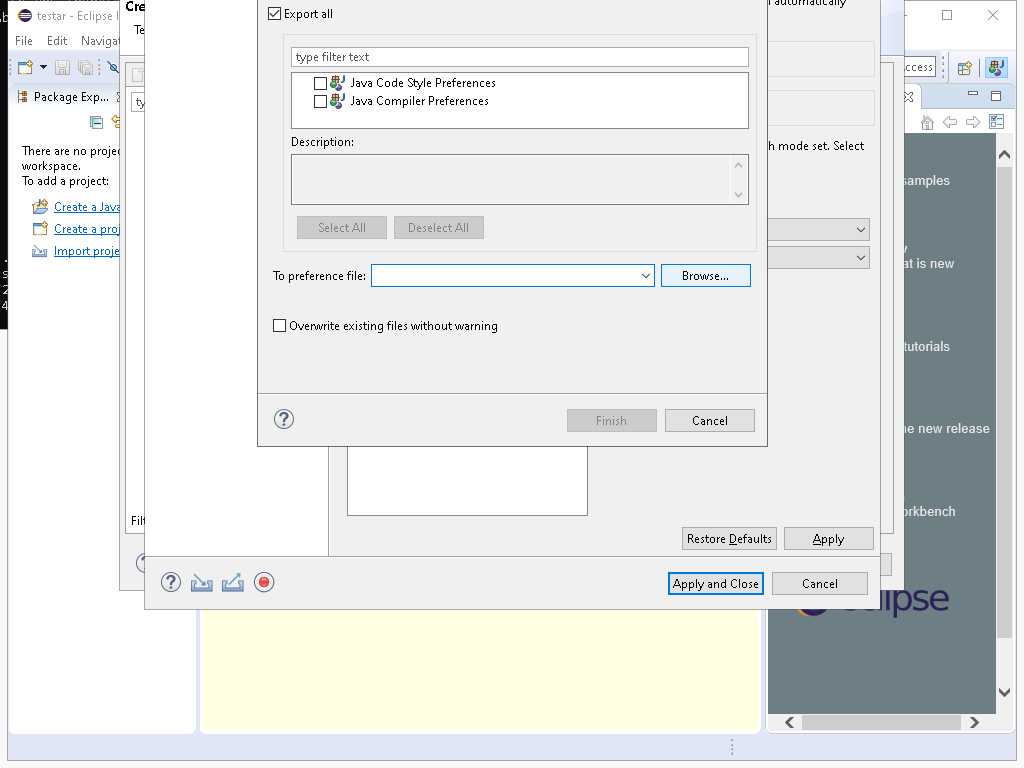 testar - Eclipse I
File Edit Navigat
ccess
Package Exp...
There are no proje
workspace.
To add a project:
Create a Java
Create a proj
Import proje
Cre
Te
ty
Filt
automatically
h mode set. Select
Export all
type filter text
Java Code Style Preferences
Java Compiler Preferences
Description:
Select All Deselect All
To preference file: Browse...
Overwrite existing files without warning
Finish Cancel
Restore Defaults Apply
Apply and Close Cancel
samples
at is new
tutorials
ne new release
orkbench
eclipse